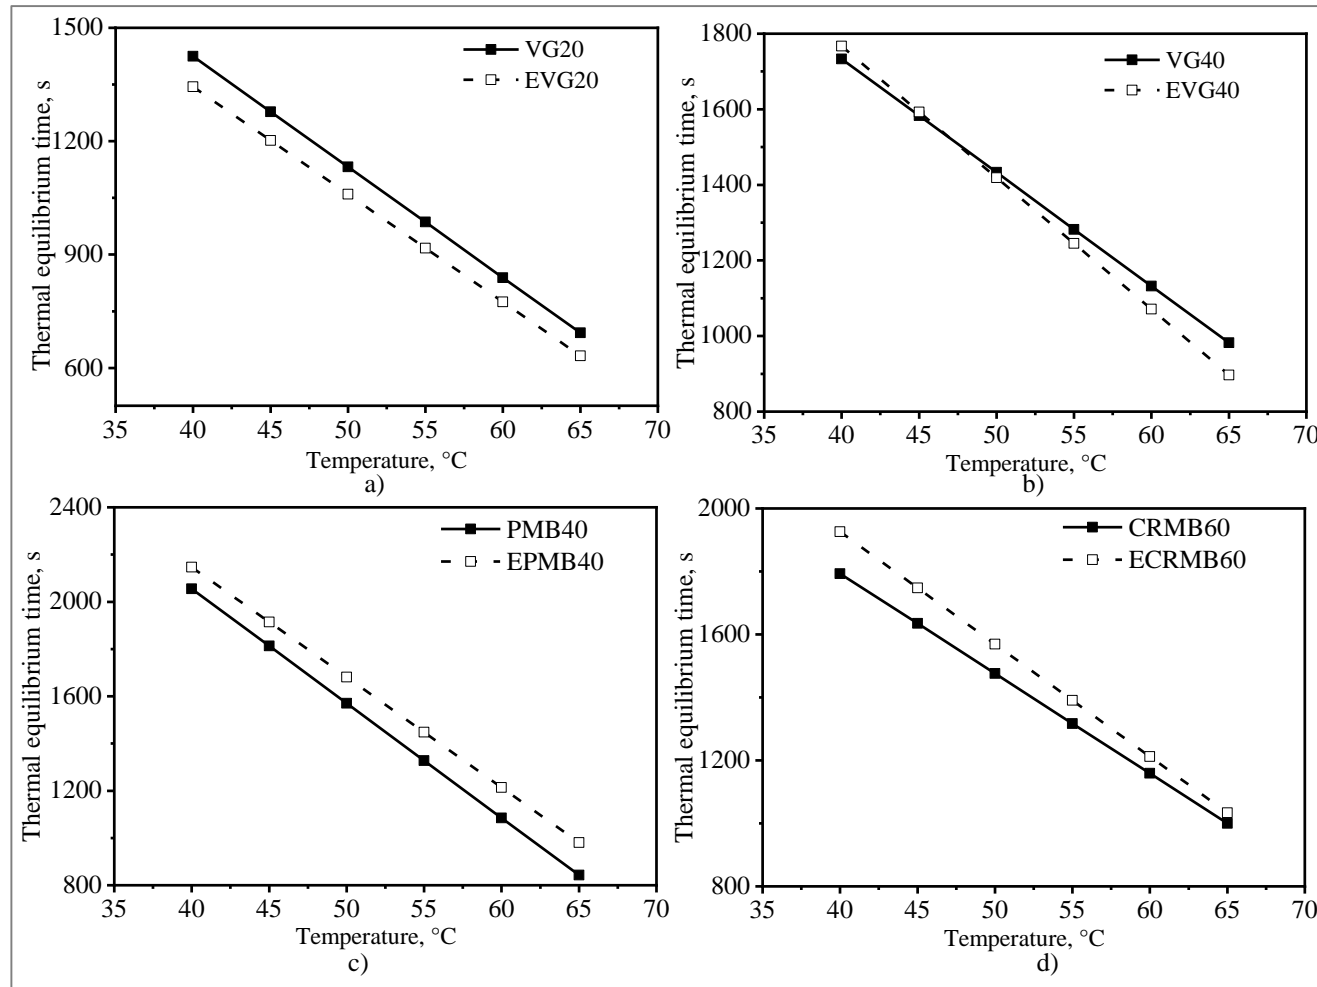 Thermal equilibrium time, s
1500
1200
900
600
VG20
EVG20
35 40 45 50 55 60 65 70
Temperature, °C
a)
Thermal equilibrium time, s
1800
1600
1400
1200
1000
800
VG40
EVG40
35 40 45 50 55 60 65 70
Temperature, °C
b)
Thermal equilibrium time, s
2400
2000
1600
1200
800
PMB40
EPMB40
35 40 45 50 55 60 65 70
Temperature, °C
c)
Thermal equilibrium time, s
2000
1600
1200
800
CRMB60
ECRMB60
35 40 45 50 55 60 65 70
Temperature, °C
d)